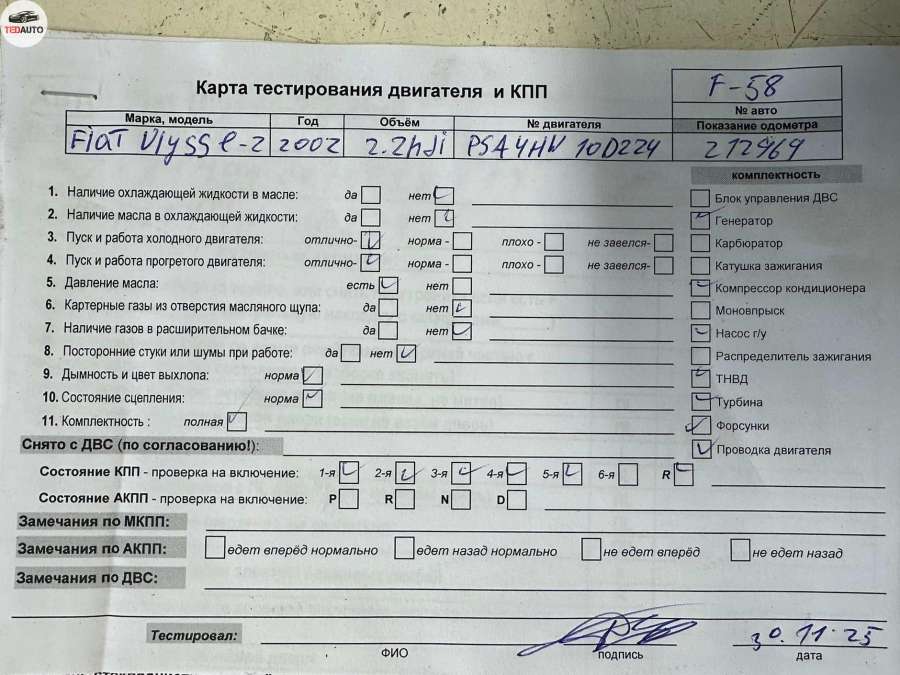 TEDAUTO
Карта тестирования двигателя и КПП
F-58
№ авто
Марка, модель Год Объём № двигателя Показание одометра
FIAT Ulysse-2 2002 2.2hdi PSA4HW 10D224 212969
комплектность
1. Наличие охлаждающей жидкости в масле: да нет
Блок управления ДВС
2. Наличие масла в охлаждающей жидкости: да нет
Генератор
3. Пуск и работа холодного двигателя: отлично- норма - плохо - не завелся-
Карбюратор
4. Пуск и работа прогретого двигателя: отлично- норма - плохо - не завелся-
Катушка зажигания
5. Давление масла: есть нет
Компрессор кондиционера
6. Картерные газы из отверстия масляного щупа: да нет
Моновпрыск
7. Наличие газов в расширительном бачке: да нет
Насос г/у
8. Посторонние стуки или шумы при работе: да нет
Распределитель зажигания
9. Дымность и цвет выхлопа: норма
ТНВД
10. Состояние сцепления: норма
Турбина
11. Комплектность : полная
Форсунки
Снято с ДВС (по согласованию!):
Проводка двигателя
Состояние КПП - проверка на включение: 1-я 2-я 3-я 4-я 5-я 6-я R
Состояние АКПП - проверка на включение: P R N D
Замечания по МКПП:
Замечания по АКПП: едет вперёд нормально едет назад нормально не едет вперёд не едет назад
Замечания по ДВС:
Тестировал: 30.11.25
ФИО подпись дата